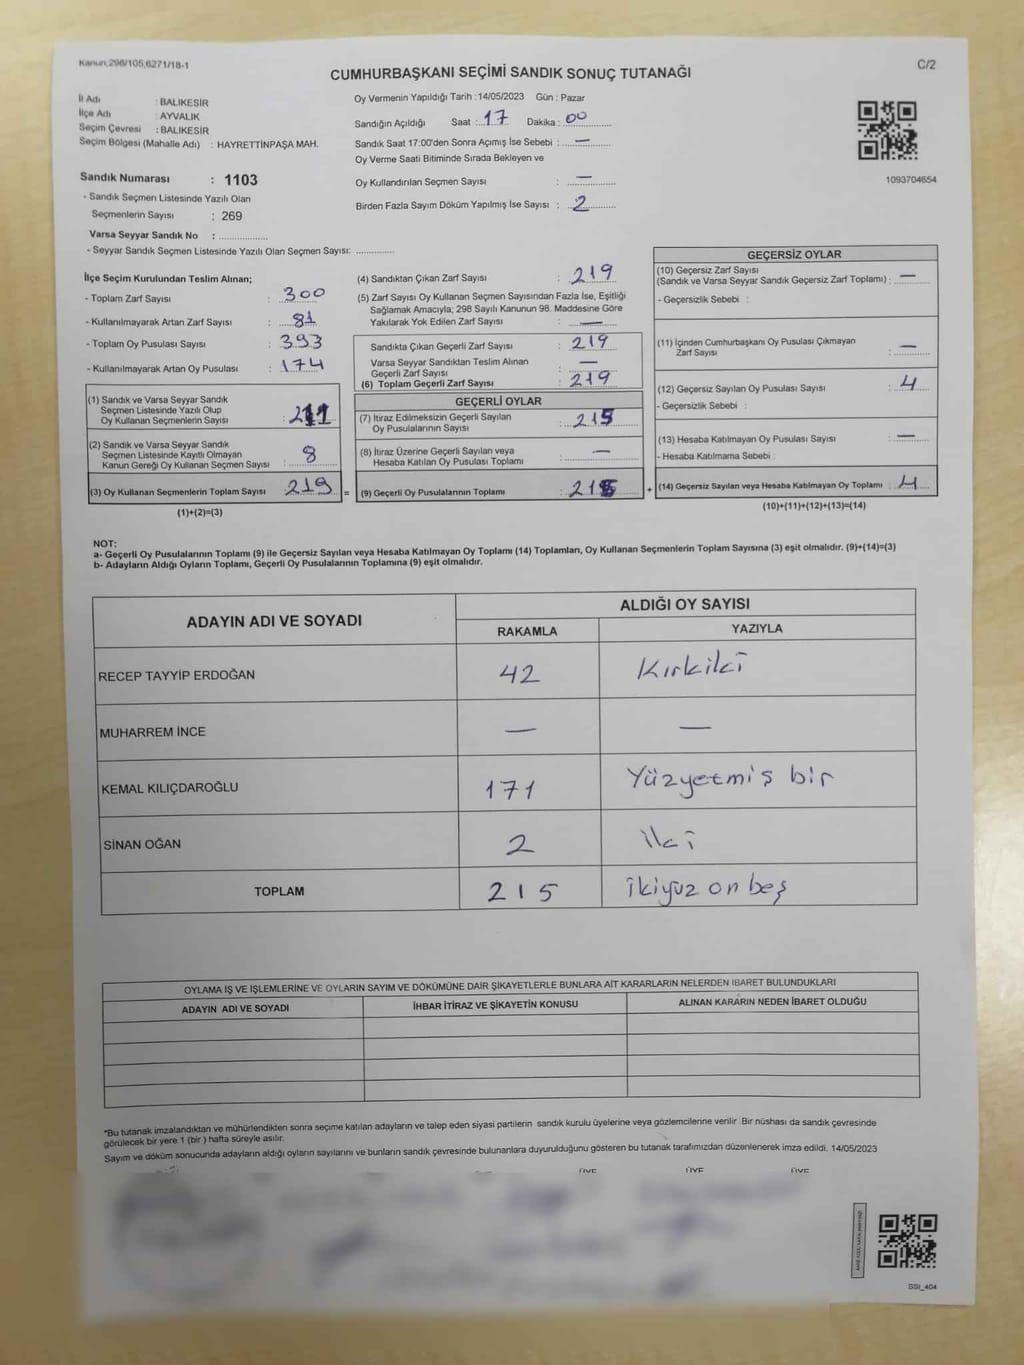 Kanun,298/105,6271/18-1
C/2
CUMHURBAŞKANI SEÇİMİ SANDIK SONUÇ TUTANAĞI
İl Adı : BALIKESİR
İlçe Adı : AYVALIK
Seçim Çevresi : BALIKESİR
Seçim Bölgesi (Mahalle Adı) : HAYRETTİNPAŞA MAH.
Sandık Numarası : 1103
- Sandık Seçmen Listesinde Yazılı Olan
Seçmenlerin Sayısı : 269
Varsa Seyyar Sandık No : ..................
- Seyyar Sandık Seçmen Listesinde Yazılı Olan Seçmen Sayısı: .............
Oy Vermenin Yapıldığı Tarih :14/05/2023 Gün : Pazar
Sandığın Açıldığı Saat : 17 Dakika : 00
Sandık Saat 17:00'den Sonra Açımış İse Sebebi : —
Oy Verme Saati Bitiminde Sırada Bekleyen ve
Oy Kullandırılan Seçmen Sayısı : —
Birden Fazla Sayım Döküm Yapılmış İse Sayısı : 2
1093704654
İlçe Seçim Kurulundan Teslim Alınan;
- Toplam Zarf Sayısı : 300
- Kullanılmayarak Artan Zarf Sayısı : 81
- Toplam Oy Pusulası Sayısı : 393
- Kullanılmayarak Artan Oy Pusulası : 174
(1) Sandık ve Varsa Seyyar Sandık
Seçmen Listesinde Yazılı Olup
Oy Kullanan Seçmenlerin Sayısı : 211
(2) Sandık ve Varsa Seyyar Sandık
Seçmen Listesinde Kayıtlı Olmayan
Kanun Gereği Oy Kullanan Seçmen Sayısı : 8
(3) Oy Kullanan Seçmenlerin Toplam Sayısı : 219 =
(1)+(2)=(3)
(4) Sandıktan Çıkan Zarf Sayısı : 219
(5) Zarf Sayısı Oy Kullanan Seçmen Sayısından Fazla İse, Eşitliği
Sağlamak Amacıyla; 298 Sayılı Kanunun 98. Maddesine Göre
Yakılarak Yok Edilen Zarf Sayısı : —
Sandıkta Çıkan Geçerli Zarf Sayısı : 219
Varsa Seyyar Sandıktan Teslim Alınan
Geçerli Zarf Sayısı : —
(6) Toplam Geçerli Zarf Sayısı : 219
GEÇERLİ OYLAR
(7) İtiraz Edilmeksizin Geçerli Sayılan
Oy Pusulalarının Sayısı : 215
(8) İtiraz Üzerine Geçerli Sayılan veya
Hesaba Katılan Oy Pusulası Toplamı : —
(9) Geçerli Oy Pusulalarının Toplamı : 215 +
GEÇERSİZ OYLAR
(10) Geçersiz Zarf Sayısı
(Sandık ve Varsa Seyyar Sandık Geçersiz Zarf Toplamı) : —
- Geçersizlik Sebebi :
(11) İçinden Cumhurbaşkanı Oy Pusulası Çıkmayan
Zarf Sayısı : —
(12) Geçersiz Sayılan Oy Pusulası Sayısı : 4
- Geçersizlik Sebebi :
(13) Hesaba Katılmayan Oy Pusulası Sayısı : —
- Hesaba Katılmama Sebebi :
(14) Geçersiz Sayılan veya Hesaba Katılmayan Oy Toplamı : 4
(10)+(11)+(12)+(13)=(14)
NOT:
a- Geçerli Oy Pusulalarının Toplamı (9) ile Geçersiz Sayılan veya Hesaba Katılmayan Oy Toplamı (14) Toplamları, Oy Kullanan Seçmenlerin Toplam Sayısına (3) eşit olmalıdır. (9)+(14)=(3)
b- Adayların Aldığı Oyların Toplamı, Geçerli Oy Pusulalarının Toplamına (9) eşit olmalıdır.
ADAYIN ADI VE SOYADI
ALDIĞI OY SAYISI
RAKAMLA YAZIYLA
RECEP TAYYİP ERDOĞAN 42 Kırkiki
MUHARREM İNCE — —
KEMAL KILIÇDAROĞLU 171 Yüzyetmiş bir
SİNAN OĞAN 2 iki
TOPLAM 215 ikiyüz on beş
OYLAMA İŞ VE İŞLEMLERİNE VE OYLARIN SAYIM VE DÖKÜMÜNE DAİR ŞİKAYETLERLE BUNLARA AİT KARARLARIN NELERDEN İBARET BULUNDUKLARI
ADAYIN ADI VE SOYADI İHBAR İTİRAZ VE ŞİKAYETİN KONUSU ALINAN KARARIN NEDEN İBARET OLDUĞU
*Bu tutanak imzalandıktan ve mühürlendikten sonra seçime katılan adayların ve talep eden siyasi partilerin sandık kurulu üyelerine veya gözlemcilerine verilir .Bir nüshası da sandık çevresinde
görülecek bir yere 1 (bir ) hafta süreyle asılır.
Sayım ve döküm sonucunda adayların aldığı oyların sayılarını ve bunların sandık çevresinde bulunanlara duyurulduğunu gösteren bu tutanak tarafımızdan düzenlenerek imza edildi. 14/05/2023
ÜYE ÜYE ÜYE
SSI_404